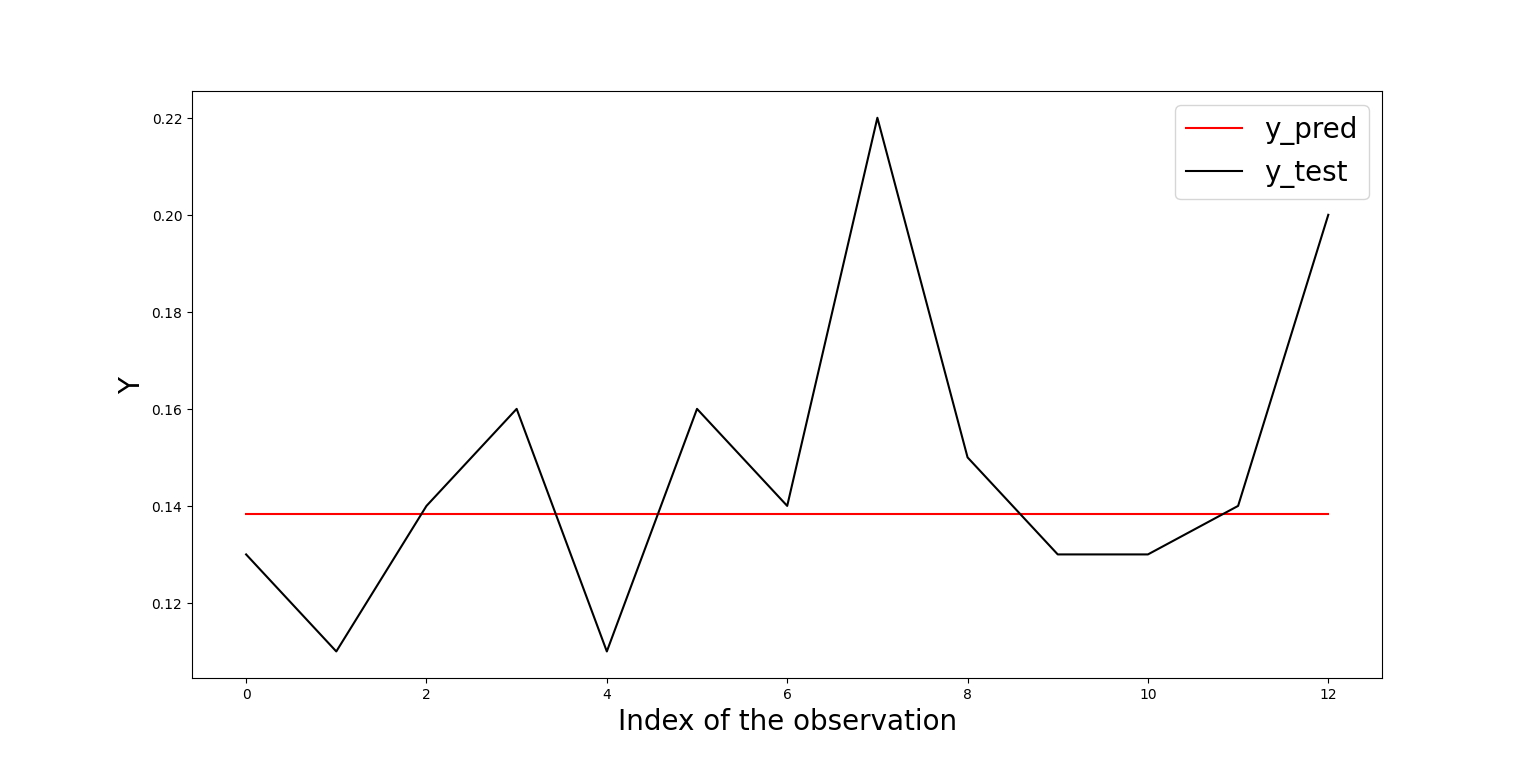 y_pred
y_test
0.22
0.20
0.18
0.16
0.14
0.12
Y
0 2 4 6 8 10 12
Index of the observation